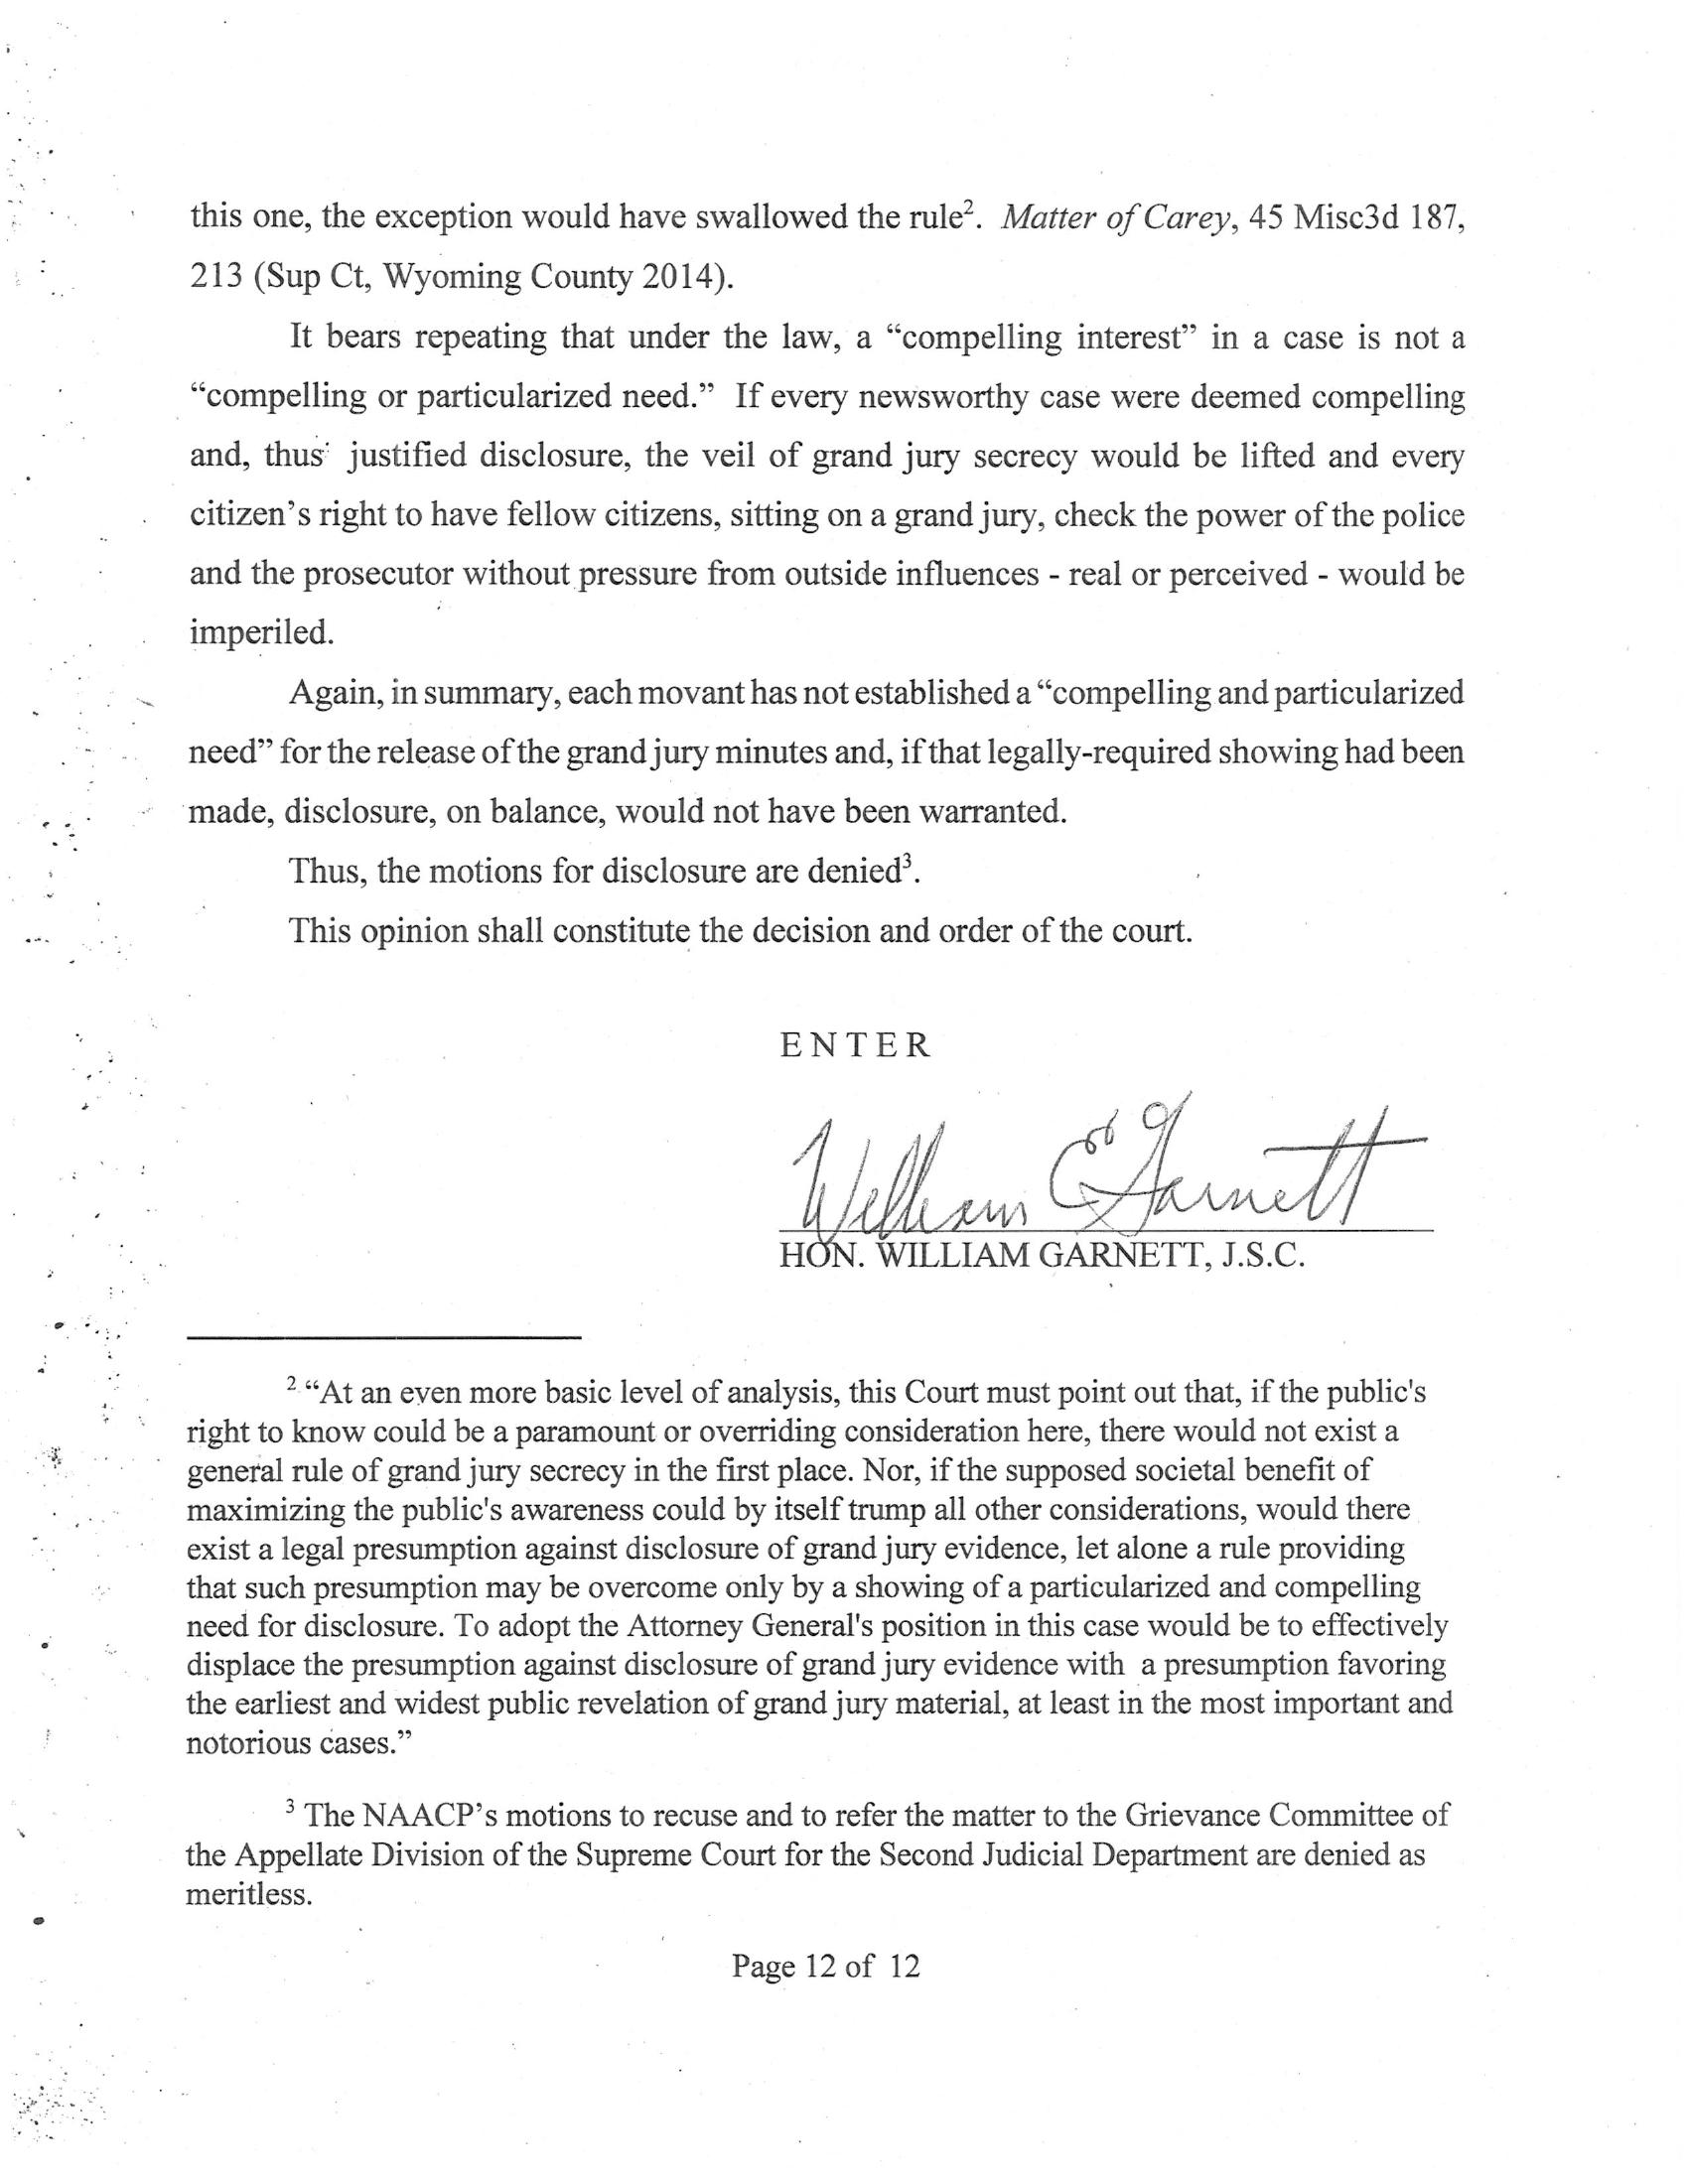 this one, the exception would have swallowed the rule². Matter of Carey, 45 Misc3d 187,
213 (Sup Ct, Wyoming County 2014).
It bears repeating that under the law, a “compelling interest” in a case is not a
“compelling or particularized need.” If every newsworthy case were deemed compelling
and, thus justified disclosure, the veil of grand jury secrecy would be lifted and every
citizen’s right to have fellow citizens, sitting on a grand jury, check the power of the police
and the prosecutor without pressure from outside influences - real or perceived - would be
imperiled.
Again, in summary, each movant has not established a “compelling and particularized
need” for the release of the grand jury minutes and, if that legally-required showing had been
made, disclosure, on balance, would not have been warranted.
Thus, the motions for disclosure are denied³.
This opinion shall constitute the decision and order of the court.
ENTER
William E Garnett
HON. WILLIAM GARNETT, J.S.C.
² “At an even more basic level of analysis, this Court must point out that, if the public's
right to know could be a paramount or overriding consideration here, there would not exist a
general rule of grand jury secrecy in the first place. Nor, if the supposed societal benefit of
maximizing the public's awareness could by itself trump all other considerations, would there
exist a legal presumption against disclosure of grand jury evidence, let alone a rule providing
that such presumption may be overcome only by a showing of a particularized and compelling
need for disclosure. To adopt the Attorney General's position in this case would be to effectively
displace the presumption against disclosure of grand jury evidence with a presumption favoring
the earliest and widest public revelation of grand jury material, at least in the most important and
notorious cases.”
³ The NAACP’s motions to recuse and to refer the matter to the Grievance Committee of
the Appellate Division of the Supreme Court for the Second Judicial Department are denied as
meritless.
Page 12 of 12